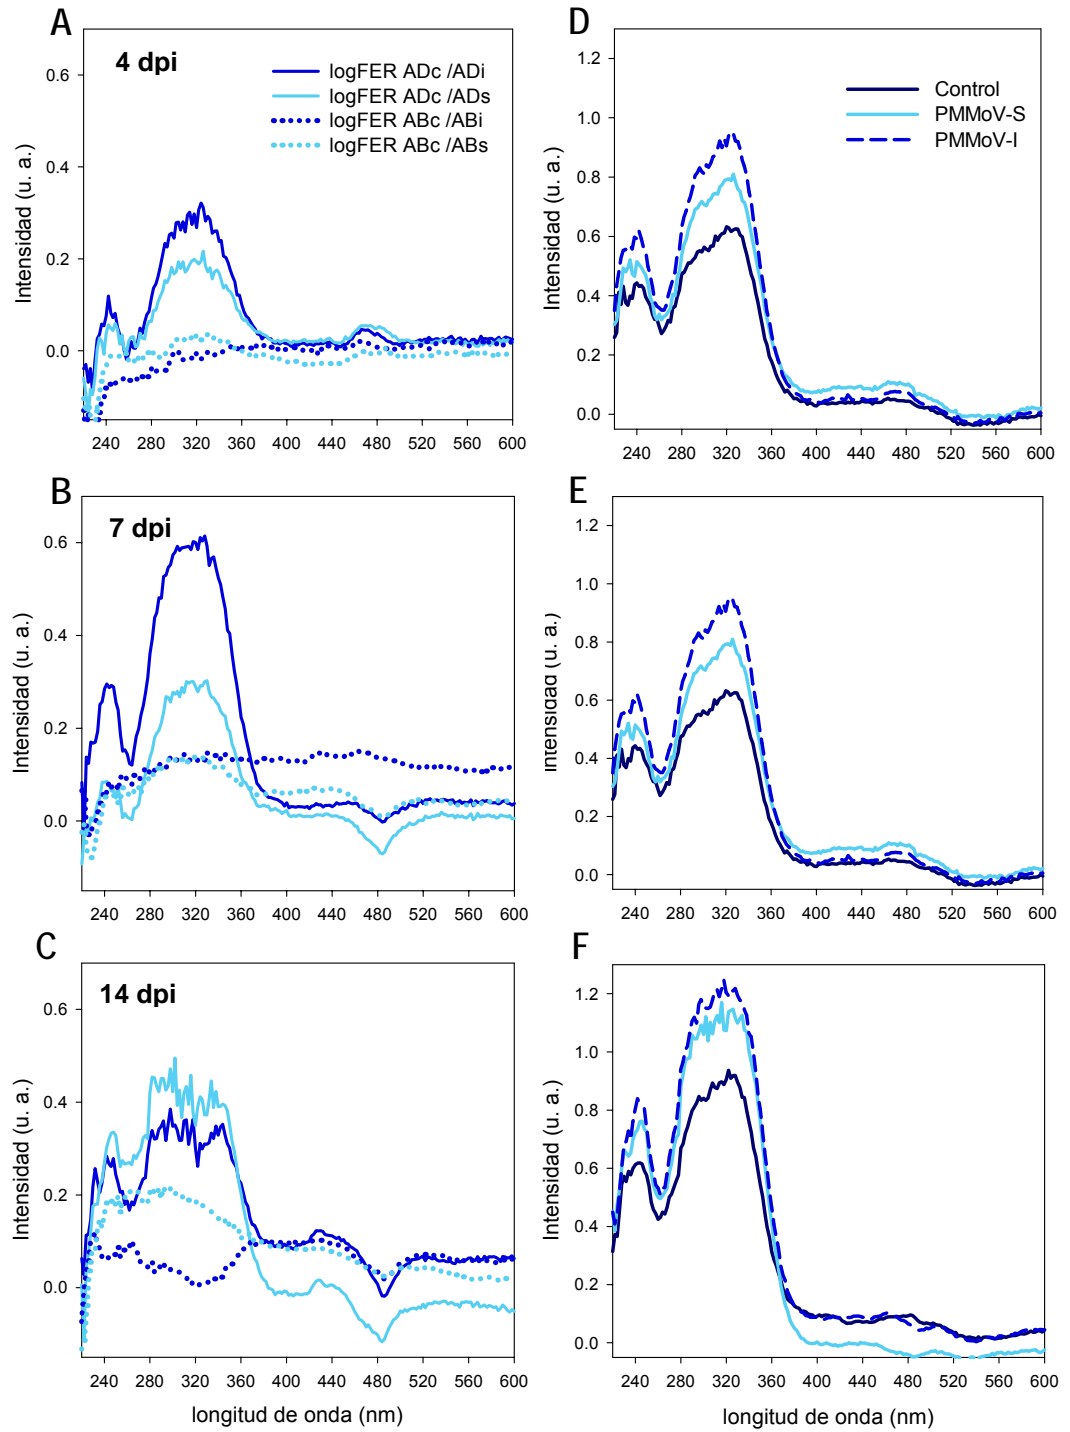 A
4 dpi
logFER ADc /ADi
logFER ADc /ADs
logFER ABc /ABi
logFER ABc /ABs
Intensidad (u. a.)
0.6
0.4
0.2
0.0
240 280 320 360 400 440 480 520 560 600
D
Control
PMMoV-S
PMMoV-I
Intensidad (u. a.)
1.2
1.0
0.8
0.6
0.4
0.2
0.0
240 280 320 360 400 440 480 520 560 600
B
7 dpi
Intensidad (u. a.)
0.6
0.4
0.2
0.0
240 280 320 360 400 440 480 520 560 600
E
Intensidad (u. a.)
1.2
1.0
0.8
0.6
0.4
0.2
0.0
240 280 320 360 400 440 480 520 560 600
C
14 dpi
Intensidad (u. a.)
0.6
0.4
0.2
0.0
240 280 320 360 400 440 480 520 560 600
longitud de onda (nm)
F
Intensidad (u. a.)
1.2
1.0
0.8
0.6
0.4
0.2
0.0
240 280 320 360 400 440 480 520 560 600
longitud de onda (nm)